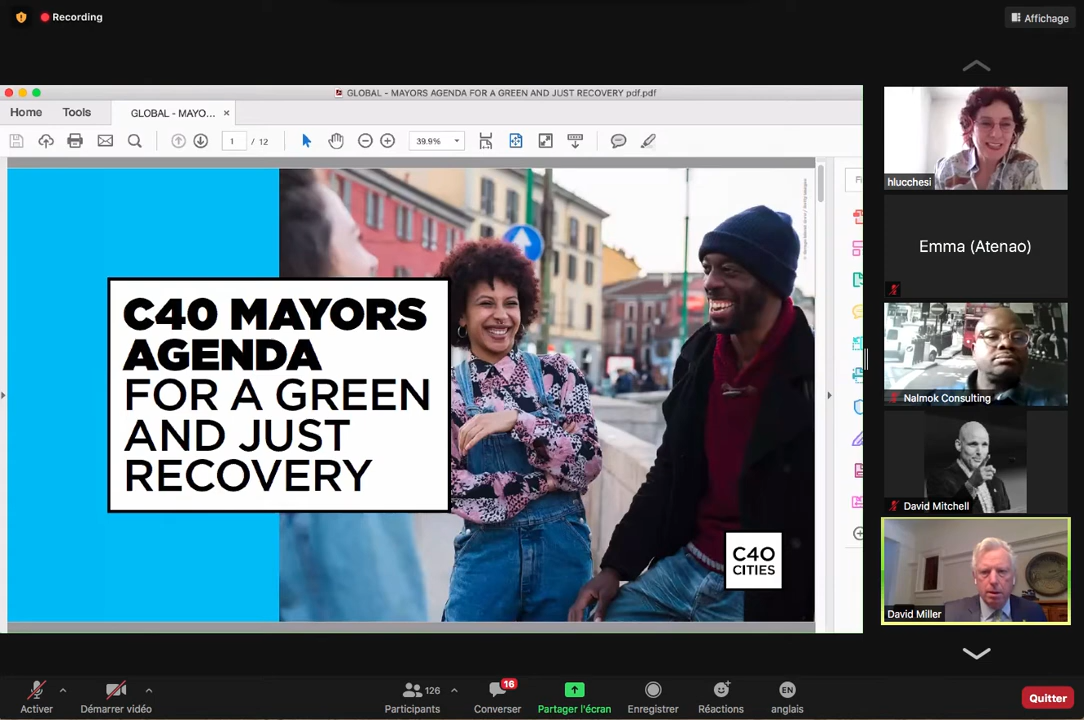 Recording
Affichage
GLOBAL - MAYORS AGENDA FOR A GREEN AND JUST RECOVERY pdf.pdf
Home
Tools
GLOBAL - MAYO...
1
/ 12
39.9%
C40 MAYORS
AGENDA
FOR A GREEN
AND JUST
RECOVERY
C40
CITIES
hlucchesi
Emma (Atenao)
Nalmok Consulting
David Mitchell
David Miller
Activer
Démarrer vidéo
126
Participants
16
Converser
Partager l'écran
Enregistrer
Réactions
EN
anglais
Quitter